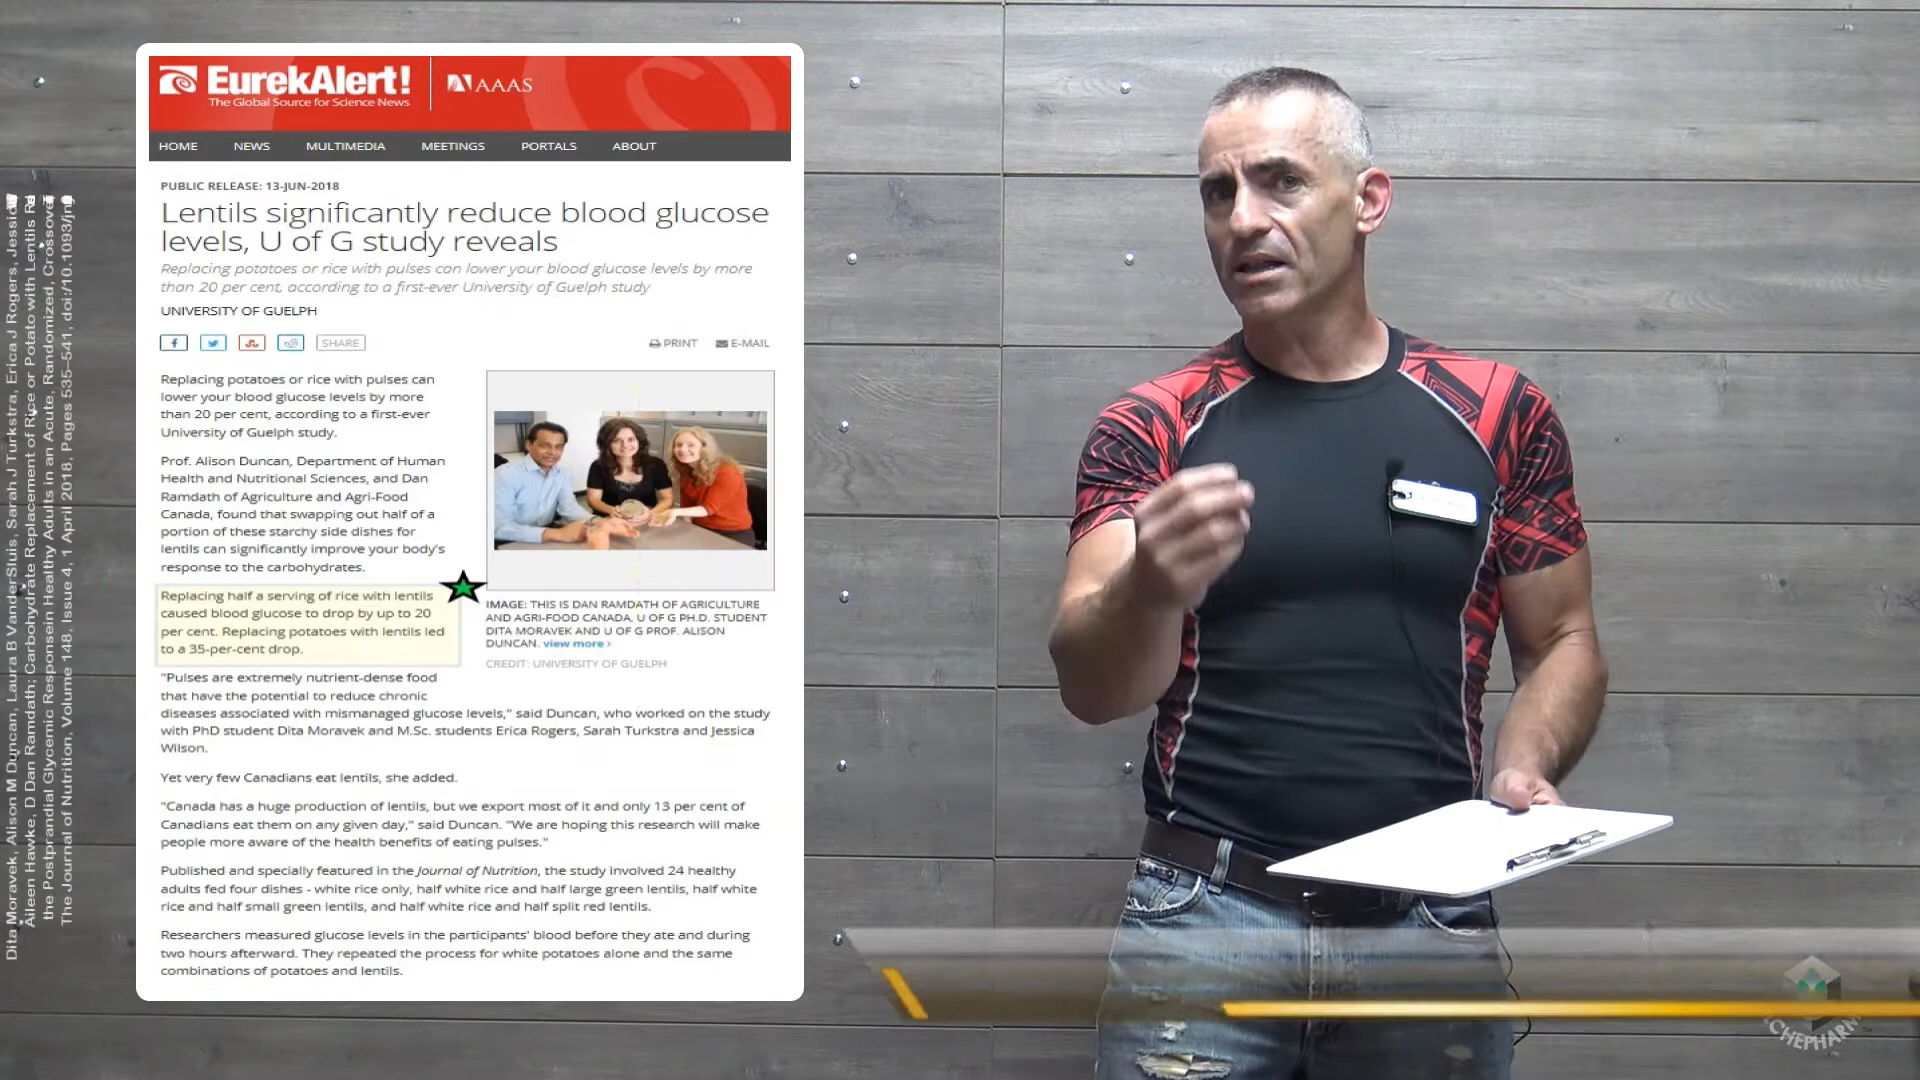 EurekAlert!
The Global Source for Science News
AAAS
HOME NEWS MULTIMEDIA MEETINGS PORTALS ABOUT
PUBLIC RELEASE: 13-JUN-2018
Lentils significantly reduce blood glucose
levels, U of G study reveals
Replacing potatoes or rice with pulses can lower your blood glucose levels by more
than 20 per cent, according to a first-ever University of Guelph study
UNIVERSITY OF GUELPH
SHARE
PRINT E-MAIL
Replacing potatoes or rice with pulses can
lower your blood glucose levels by more
than 20 per cent, according to a first-ever
University of Guelph study.
Prof. Alison Duncan, Department of Human
Health and Nutritional Sciences, and Dan
Ramdath of Agriculture and Agri-Food
Canada, found that swapping out half of a
portion of these starchy side dishes for
lentils can significantly improve your body's
response to the carbohydrates.
Replacing half a serving of rice with lentils
caused blood glucose to drop by up to 20
per cent. Replacing potatoes with lentils led
to a 35-per-cent drop.
IMAGE: THIS IS DAN RAMDATH OF AGRICULTURE
AND AGRI-FOOD CANADA, U OF G PH.D. STUDENT
DITA MORAVEK AND U OF G PROF. ALISON
DUNCAN. view more ›
CREDIT: UNIVERSITY OF GUELPH
"Pulses are extremely nutrient-dense food
that have the potential to reduce chronic
diseases associated with mismanaged glucose levels," said Duncan, who worked on the study
with PhD student Dita Moravek and M.Sc. students Erica Rogers, Sarah Turkstra and Jessica
Wilson.
Yet very few Canadians eat lentils, she added.
"Canada has a huge production of lentils, but we export most of it and only 13 per cent of
Canadians eat them on any given day," said Duncan. "We are hoping this research will make
people more aware of the health benefits of eating pulses."
Published and specially featured in the Journal of Nutrition, the study involved 24 healthy
adults fed four dishes - white rice only, half white rice and half large green lentils, half white
rice and half small green lentils, and half white rice and half split red lentils.
Researchers measured glucose levels in the participants' blood before they ate and during
two hours afterward. They repeated the process for white potatoes alone and the same
combinations of potatoes and lentils.
Dita Moravek, Alison M Duncan, Laura B VanderSluis, Sarah J Turkstra, Erica J Rogers,
Aileen Hawke, D Dan Ramdath; Carbohydrate Replacement of Rice or Potato with Lentils
the Postprandial Glycemic Responsein Healthy Adults in an Acute, Randomized,
The Journal of Nutrition, Volume 148, Issue 4, 1 April 2018, Pages 535–541,